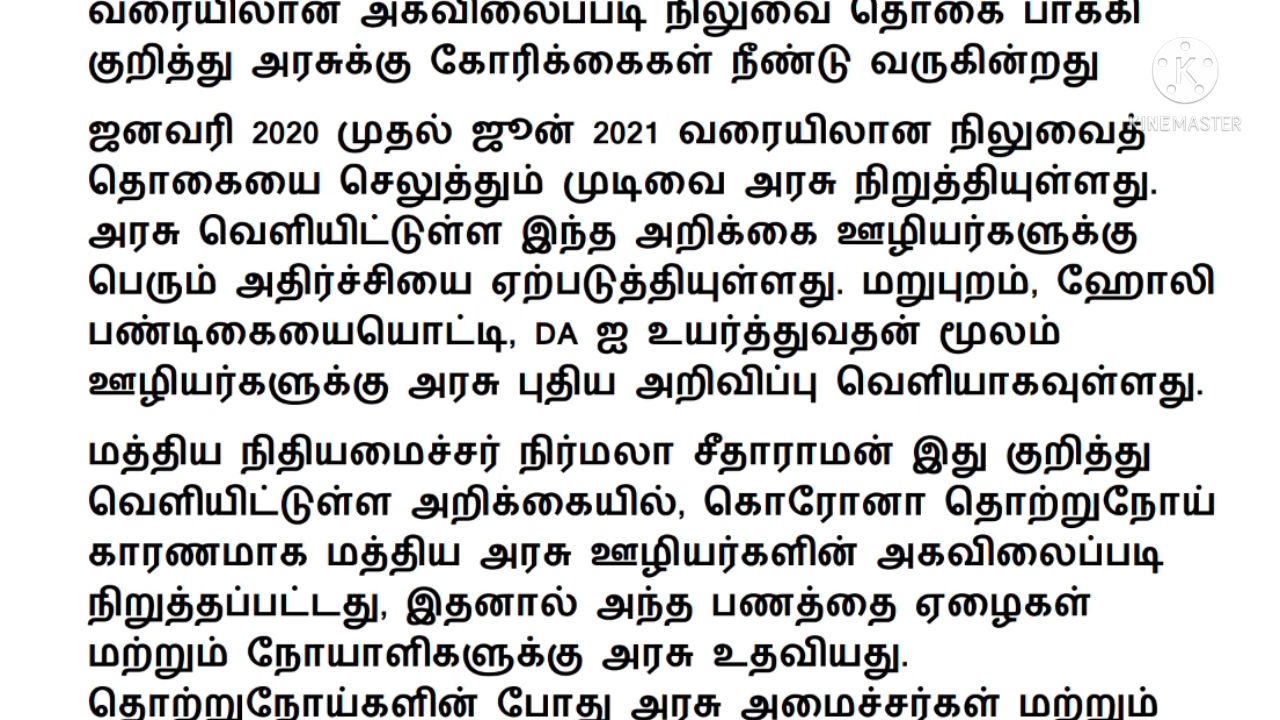 வரையிலான அகவிலைப்படி நிலுவை தொகை பாக்கி
குறித்து அரசுக்கு கோரிக்கைகள் நீண்டு வருகின்றது
ஜனவரி 2020 முதல் ஜூன் 2021 வரையிலான நிலுவைத்
தொகையை செலுத்தும் முடிவை அரசு நிறுத்தியுள்ளது.
அரசு வெளியிட்டுள்ள இந்த அறிக்கை ஊழியர்களுக்கு
பெரும் அதிர்ச்சியை ஏற்படுத்தியுள்ளது. மறுபுறம், ஹோலி
பண்டிகையையொட்டி, DA ஐ உயர்த்துவதன் மூலம்
ஊழியர்களுக்கு அரசு புதிய அறிவிப்பு வெளியாகவுள்ளது.
மத்திய நிதியமைச்சர் நிர்மலா சீதாராமன் இது குறித்து
வெளியிட்டுள்ள அறிக்கையில், கொரோனா தொற்றுநோய்
காரணமாக மத்திய அரசு ஊழியர்களின் அகவிலைப்படி
நிறுத்தப்பட்டது, இதனால் அந்த பணத்தை ஏழைகள்
மற்றும் நோயாளிகளுக்கு அரசு உதவியது.
தொற்றுநோய்களின் போது அரசு அமைச்சர்கள் மற்றும்
K
KINEMASTER